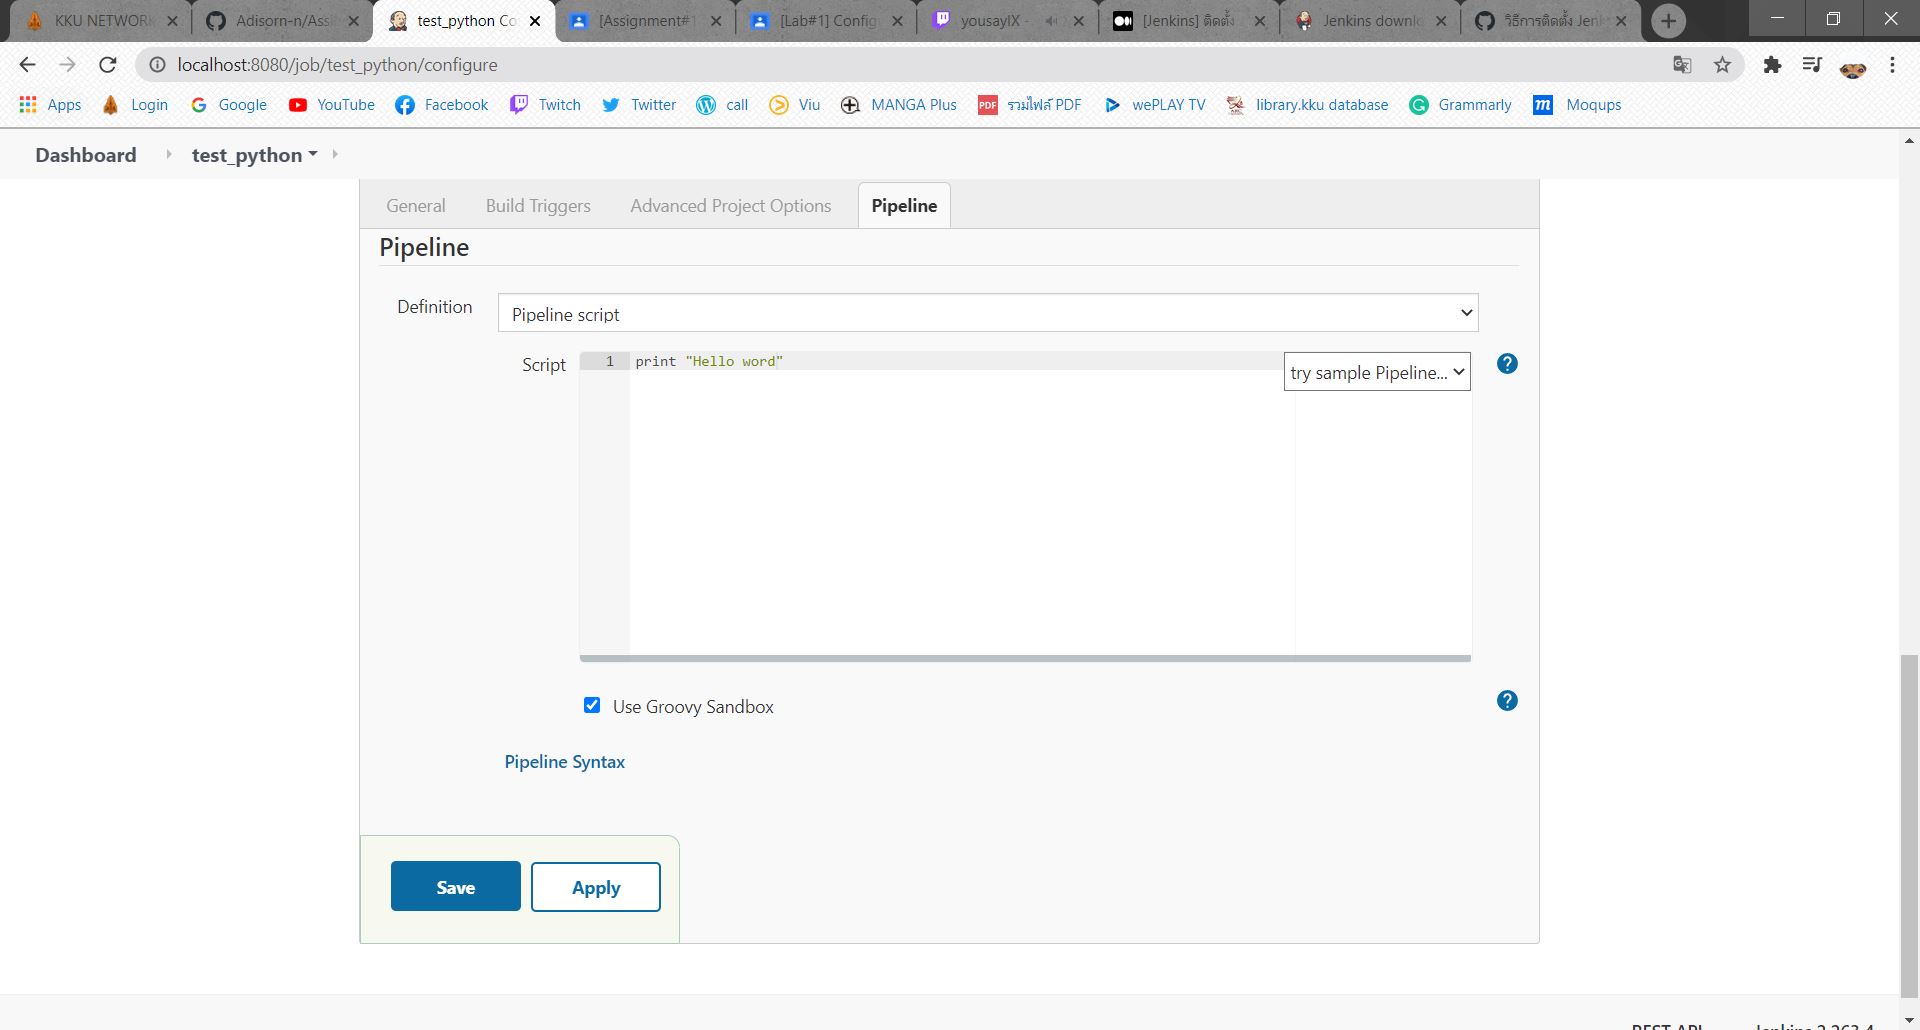 KKU NETWORK
Adisorn-n/Assi
test_python Co
[Assignment#1
[Lab#1] Config
yousayIX -
[Jenkins] ติดตั้ง
Jenkins downlo
วิธีการติดตั้ง Jenk
localhost:8080/job/test_python/configure
Apps
Login
Google
YouTube
Facebook
Twitch
Twitter
call
Viu
MANGA Plus
PDF
รวมไฟล์ PDF
wePLAY TV
library.kku database
Grammarly
m
Moqups
Dashboard
test_python
General
Build Triggers
Advanced Project Options
Pipeline
Pipeline
Definition
Pipeline script
Script
1
print "Hello word"
try sample Pipeline...
Use Groovy Sandbox
Pipeline Syntax
Save
Apply
REST API
Jenkins 2.263.4